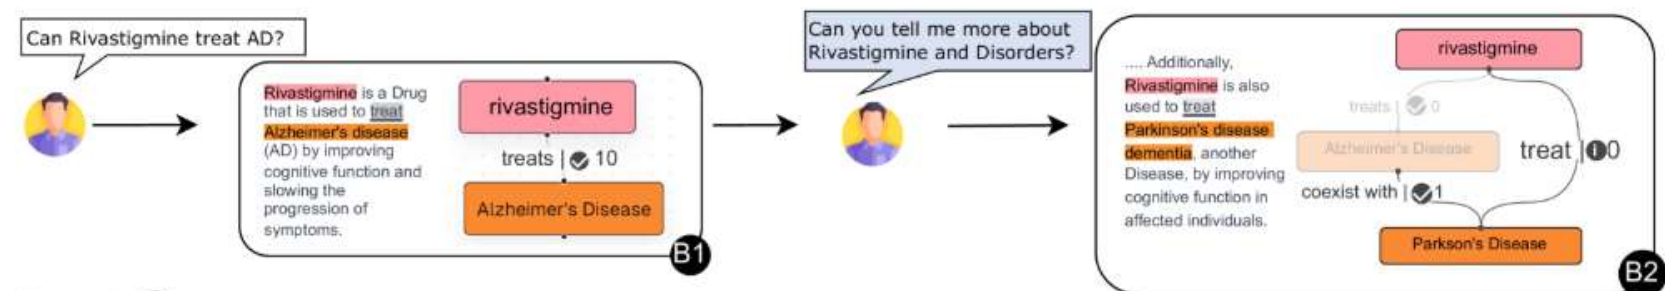 Can Rivastigmine treat AD?
Rivastigmine is a Drug
that is used to treat
Alzheimer's disease
(AD) by improving
cognitive function and
slowing the
progression of
symptoms.
rivastigmine
treats | 10
Alzheimer's Disease
B1
Can you tell me more about
Rivastigmine and Disorders?
.... Additionally,
Rivastigmine is also
used to treat
Parkinson's disease
dementia, another
Disease, by improving
cognitive function in
affected individuals.
rivastigmine
treats | 0
Alzheimer's Disease
treat | 0
coexist with | 1
Parkson's Disease
B2